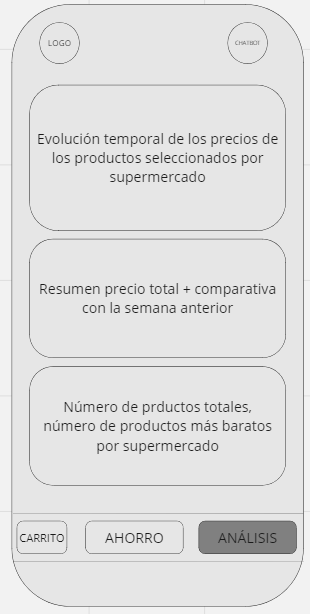 LOGO
CHATBOT
Evolución temporal de los precios de
los productos seleccionados por
supermercado
Resumen precio total + comparativa
con la semana anterior
Número de prductos totales,
número de productos más baratos
por supermercado
CARRITO
AHORRO
ANÁLISIS